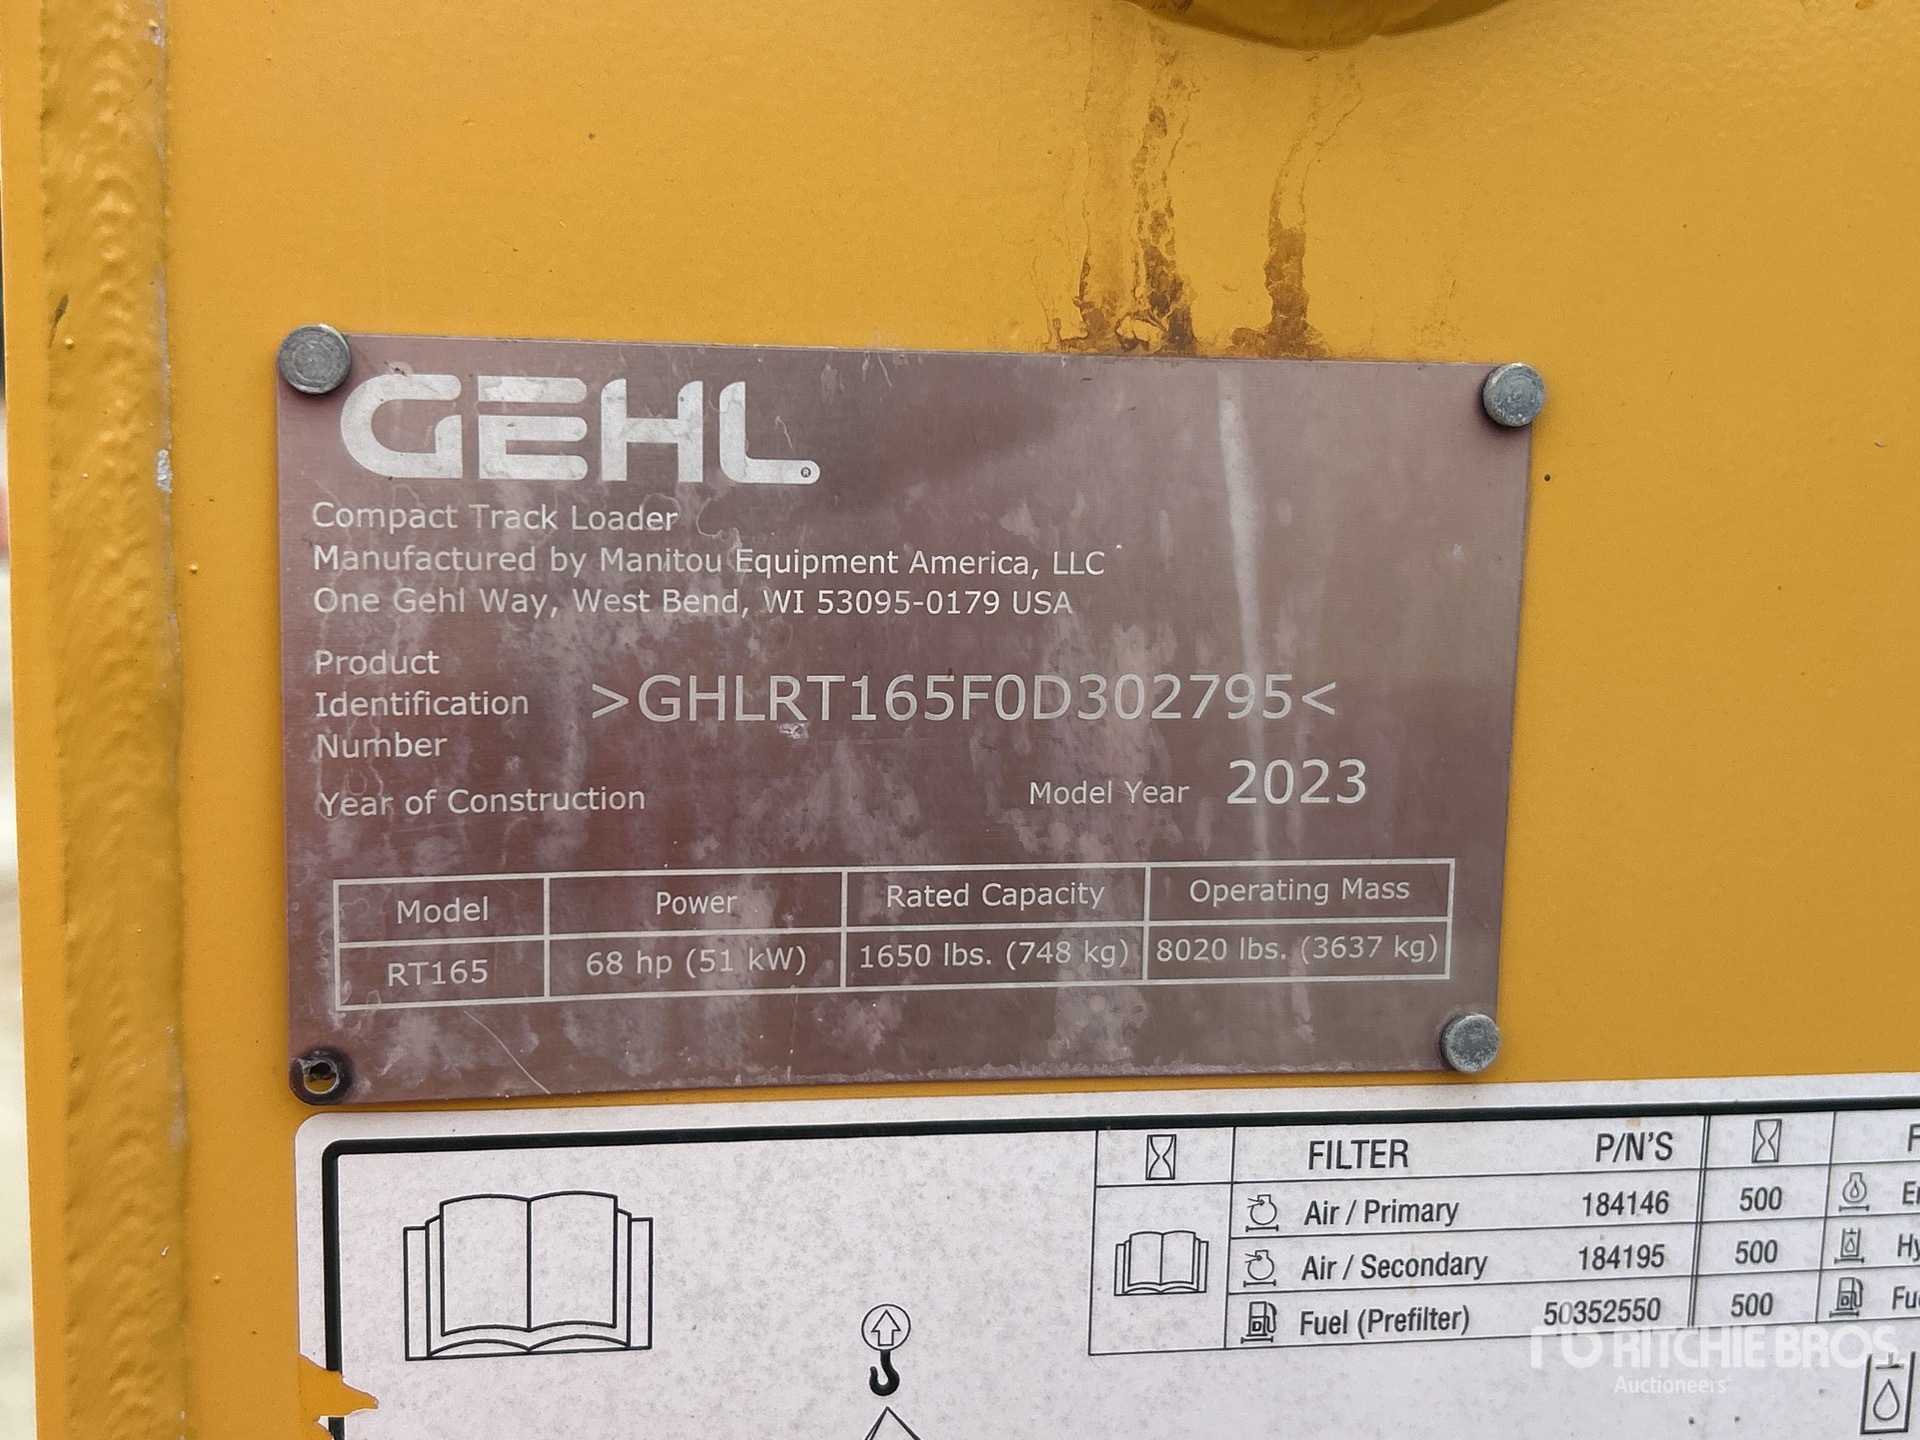 GEHL®
Compact Track Loader
Manufactured by Manitou Equipment America, LLC
One Gehl Way, West Bend, WI 53095-0179 USA
Product
Identification
Number
>GHLRT165F0D302795<
Year of Construction
Model Year 2023
Model Power Rated Capacity Operating Mass
RT165 68 hp (51 kW) 1650 lbs. (748 kg) 8020 lbs. (3637 kg)
FILTER P/N'S
Air / Primary 184146 500
Air / Secondary 184195 500 Hy
Fuel (Prefilter) 50352550 500
RITCHIE BROS.
Auctioneers